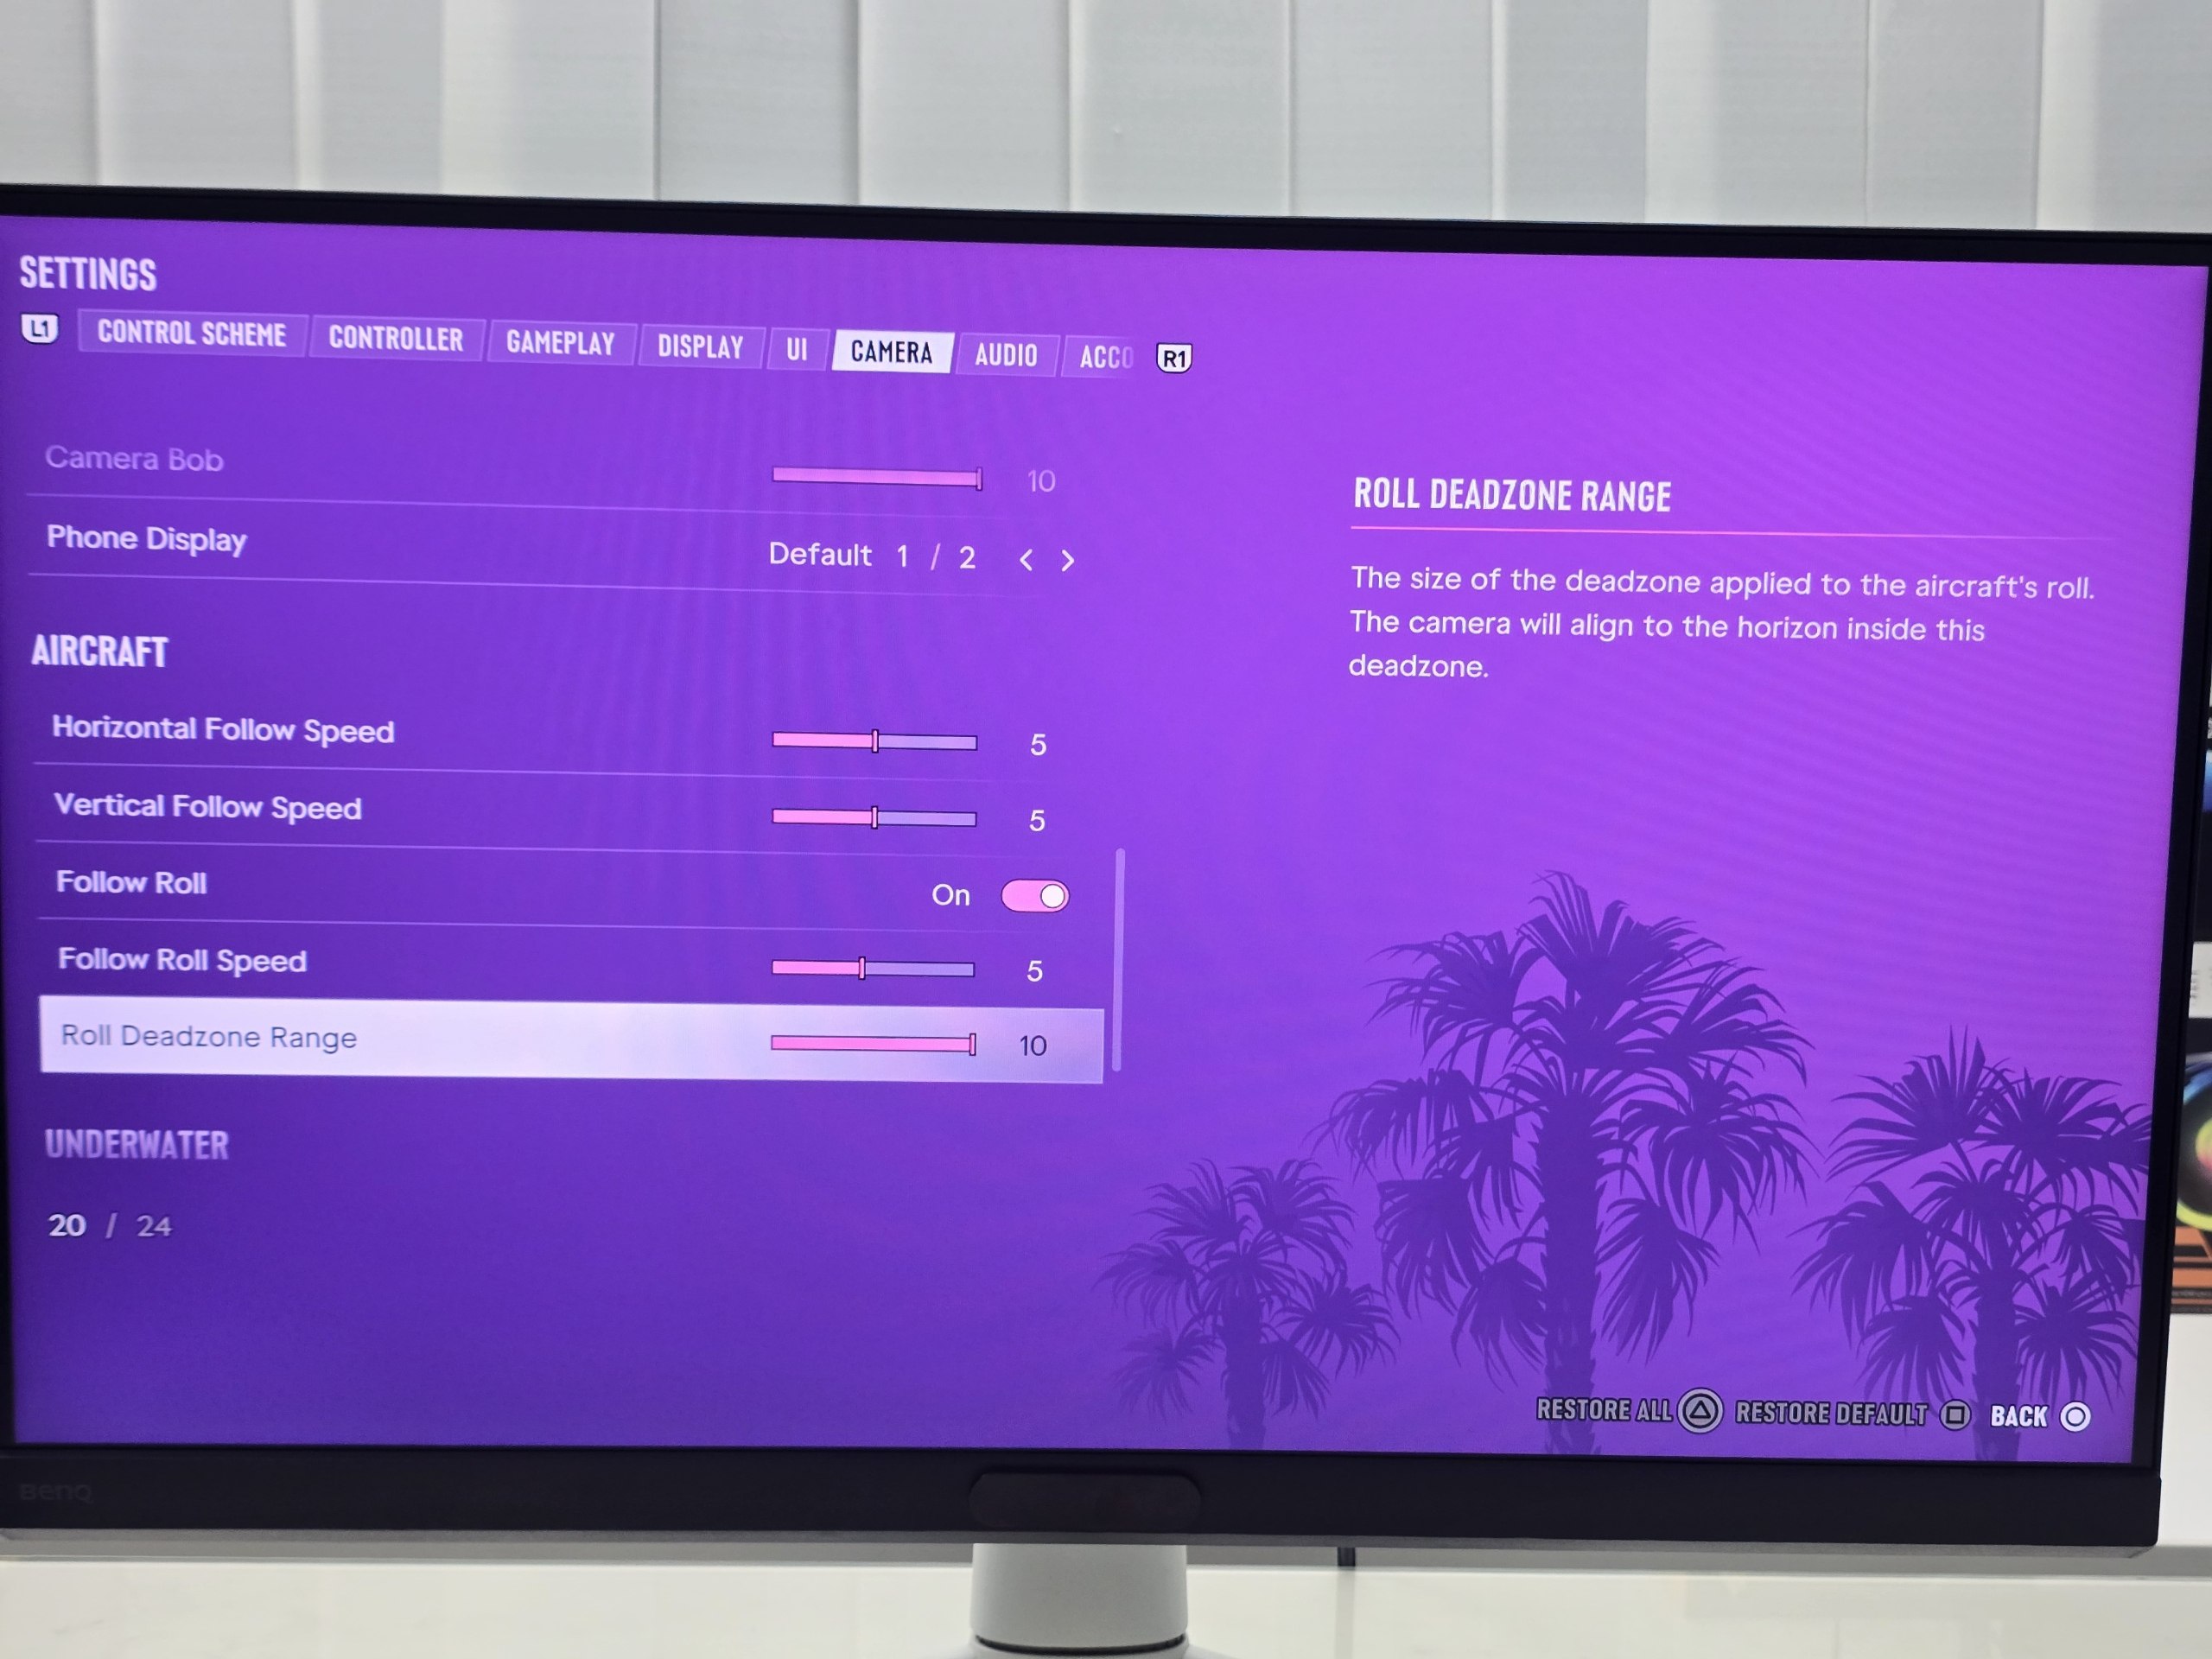 SETTINGS
L1 CONTROL SCHEME CONTROLLER GAMEPLAY DISPLAY UI CAMERA AUDIO ACCO R1
Camera Bob 10
Phone Display Default 1 / 2 < >
AIRCRAFT
Horizontal Follow Speed 5
Vertical Follow Speed 5
Follow Roll On
Follow Roll Speed 5
Roll Deadzone Range 10
UNDERWATER
20 / 24
ROLL DEADZONE RANGE
The size of the deadzone applied to the aircraft's roll.
The camera will align to the horizon inside this
deadzone.
RESTORE ALL RESTORE DEFAULT BACK
BenQ